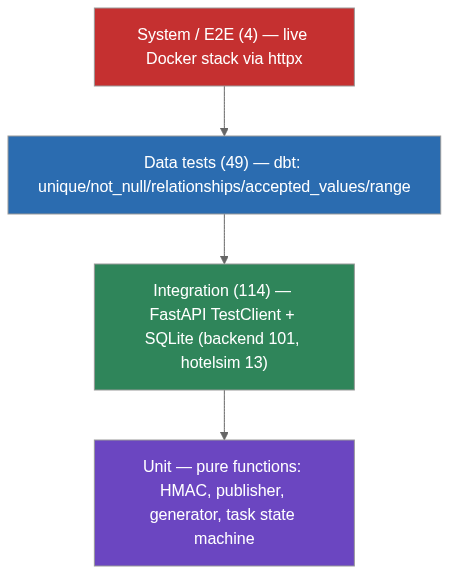 System / E2E (4) — live
Docker stack via httpx
Data tests (49) — dbt:
unique/not_null/relationships/accepted_values/range
Integration (114) —
FastAPI TestClient +
SQLite (backend 101,
hotelsim 13)
Unit — pure functions:
HMAC, publisher,
generator, task state
machine